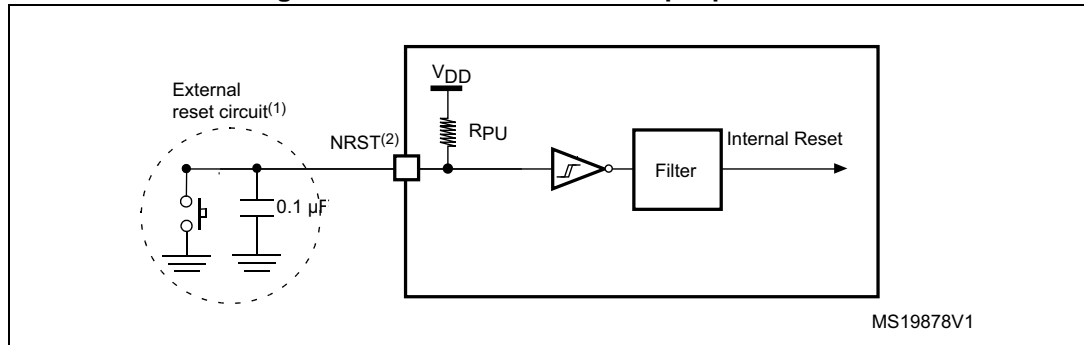 External
reset circuit(1)
VDD
RPU
NRST(2)
Internal Reset
Filter
0.1 µF
MS19878V1